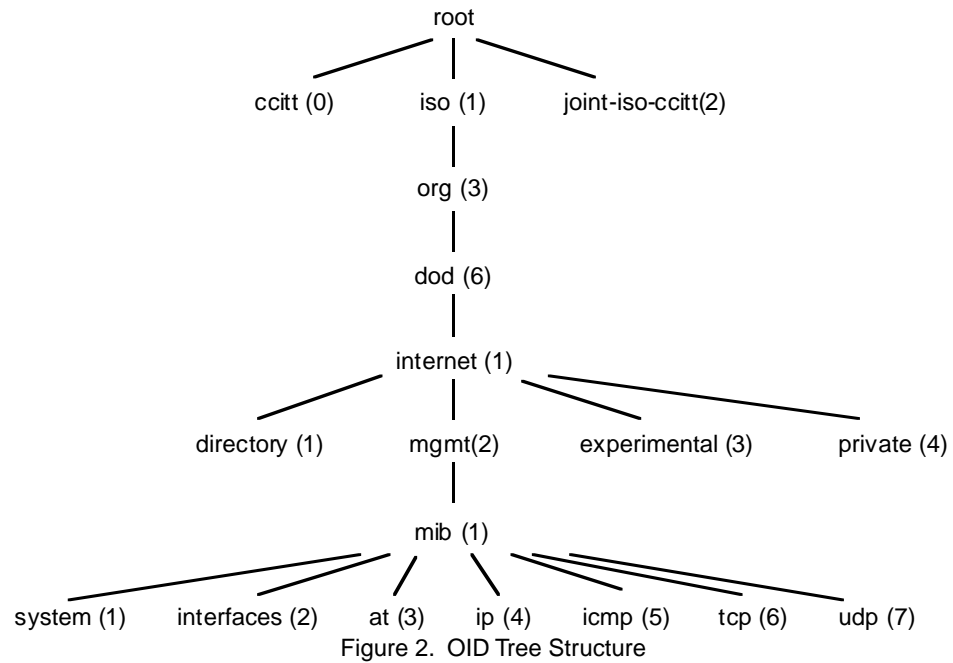 root
ccitt (0) iso (1) joint-iso-ccitt(2)
org (3)
dod (6)
internet (1)
directory (1) mgmt(2) experimental (3) private (4)
mib (1)
system (1) interfaces (2) at (3) ip (4) icmp (5) tcp (6) udp (7)
Figure 2. OID Tree Structure